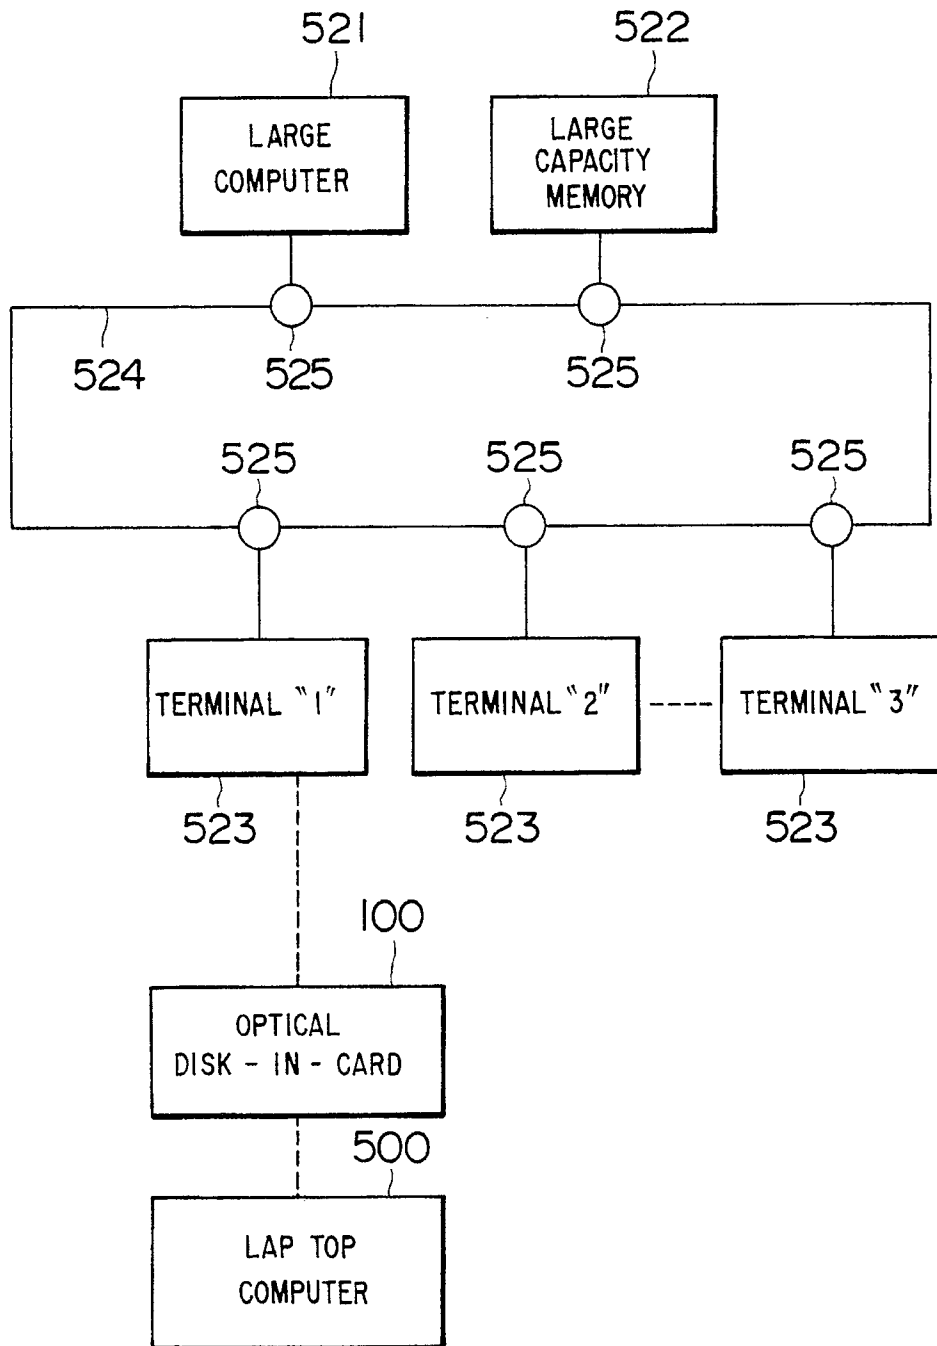 521
522
LARGE
COMPUTER
LARGE
CAPACITY
MEMORY
524
525
525
525
525
525
TERMINAL "1"
TERMINAL "2"
TERMINAL "3"
523
523
523
100
OPTICAL
DISK - IN - CARD
500
LAP TOP
COMPUTER